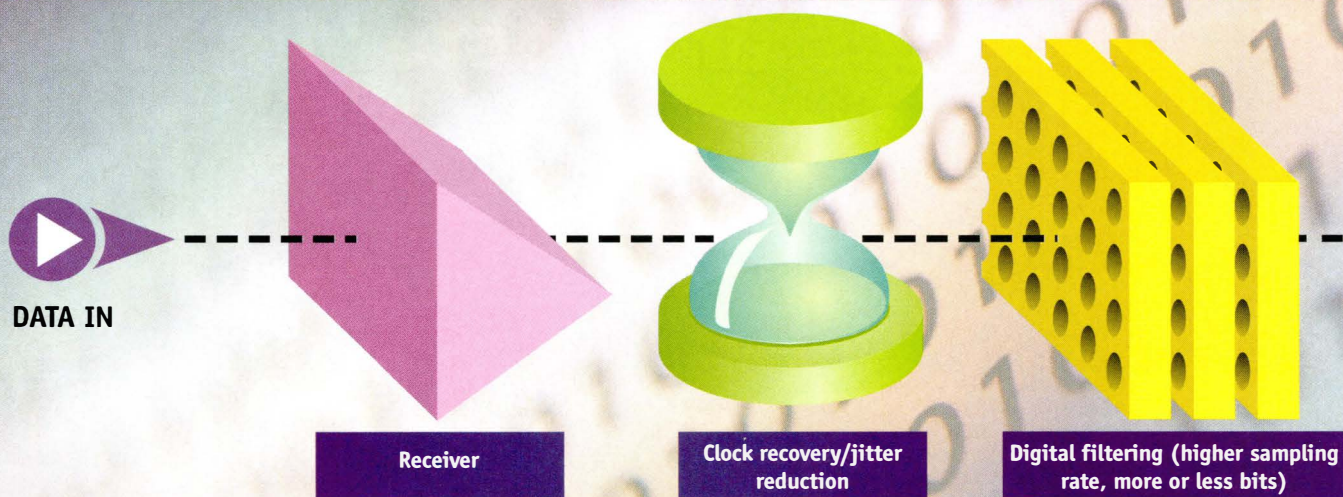 DATA IN
Receiver
Clock recovery/jitter
reduction
Digital filtering (higher sampling
rate, more or less bits)